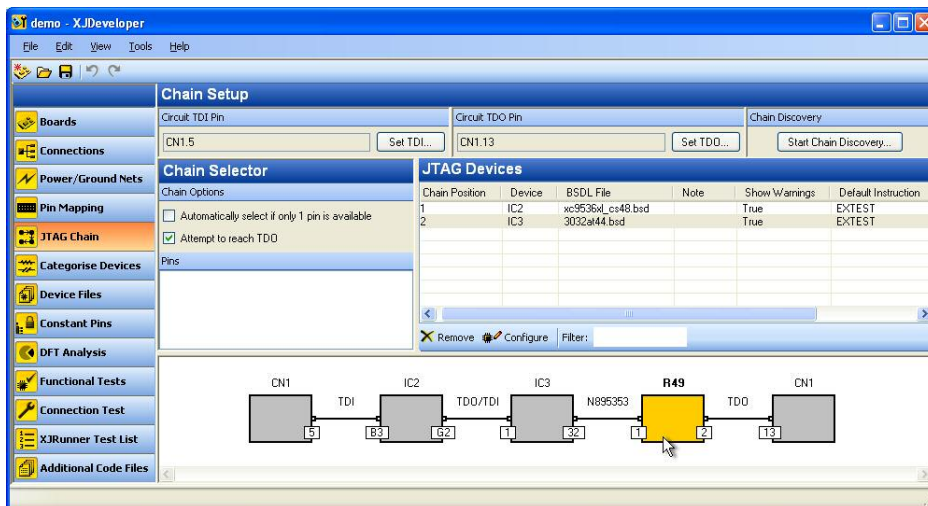 demo - XJDeveloper
File Edit View Tools Help
Chain Setup
Boards
Connections
Power/Ground Nets
Pin Mapping
JTAG Chain
Categorise Devices
Device Files
Constant Pins
DFT Analysis
Functional Tests
Connection Test
XJRunner Test List
Additional Code Files
Circuit TDI Pin Circuit TDO Pin Chain Discovery
CN1.5 Set TDI... CN1.13 Set TDO... Start Chain Discovery...
Chain Selector
Chain Options
Automatically select if only 1 pin is available
Attempt to reach TDO
Pins
JTAG Devices
Chain Position Device BSDL File Note Show Warnings Default Instruction
1 IC2 xc9536xl_cs48.bsd True EXTEST
2 IC3 3032at44.bsd True EXTEST
Remove Configure Filter:
CN1 IC2 IC3 R49 CN1
TDI TDO/TDI N895353 TDO
5 B3 G2 1 32 1 2 13